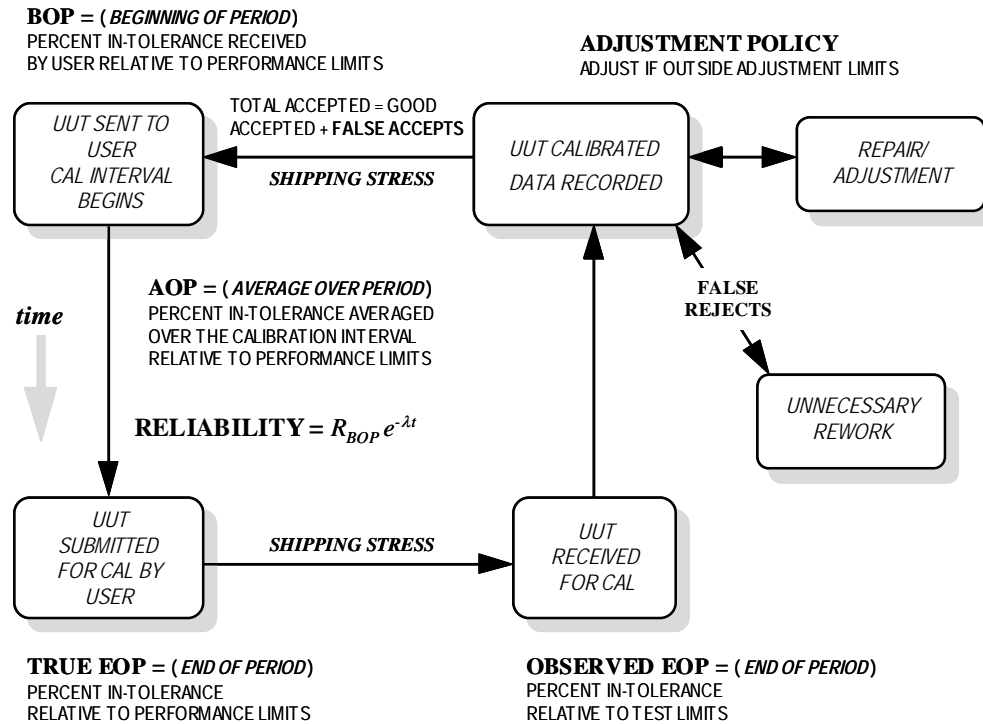 BOP = (BEGINNING OF PERIOD)
PERCENT IN-TOLERANCE RECEIVED
BY USER RELATIVE TO PERFORMANCE LIMITS
ADJUSTMENT POLICY
ADJUST IF OUTSIDE ADJUSTMENT LIMITS
UUT SENT TO
USER
CAL INTERVAL
BEGINS
TOTAL ACCEPTED = GOOD
ACCEPTED + FALSE ACCEPTS
SHIPPING STRESS
UUT CALIBRATED
DATA RECORDED
REPAIR/
ADJUSTMENT
time
AOP = (AVERAGE OVER PERIOD)
PERCENT IN-TOLERANCE AVERAGED
OVER THE CALIBRATION INTERVAL
RELATIVE TO PERFORMANCE LIMITS
FALSE
REJECTS
RELIABILITY = R_{BOP} e^{-λt}
UNNECESSARY
REWORK
UUT
SUBMITTED
FOR CAL BY
USER
SHIPPING STRESS
UUT
RECEIVED
FOR CAL
TRUE EOP = (END OF PERIOD)
PERCENT IN-TOLERANCE
RELATIVE TO PERFORMANCE LIMITS
OBSERVED EOP = (END OF PERIOD)
PERCENT IN-TOLERANCE
RELATIVE TO TEST LIMITS